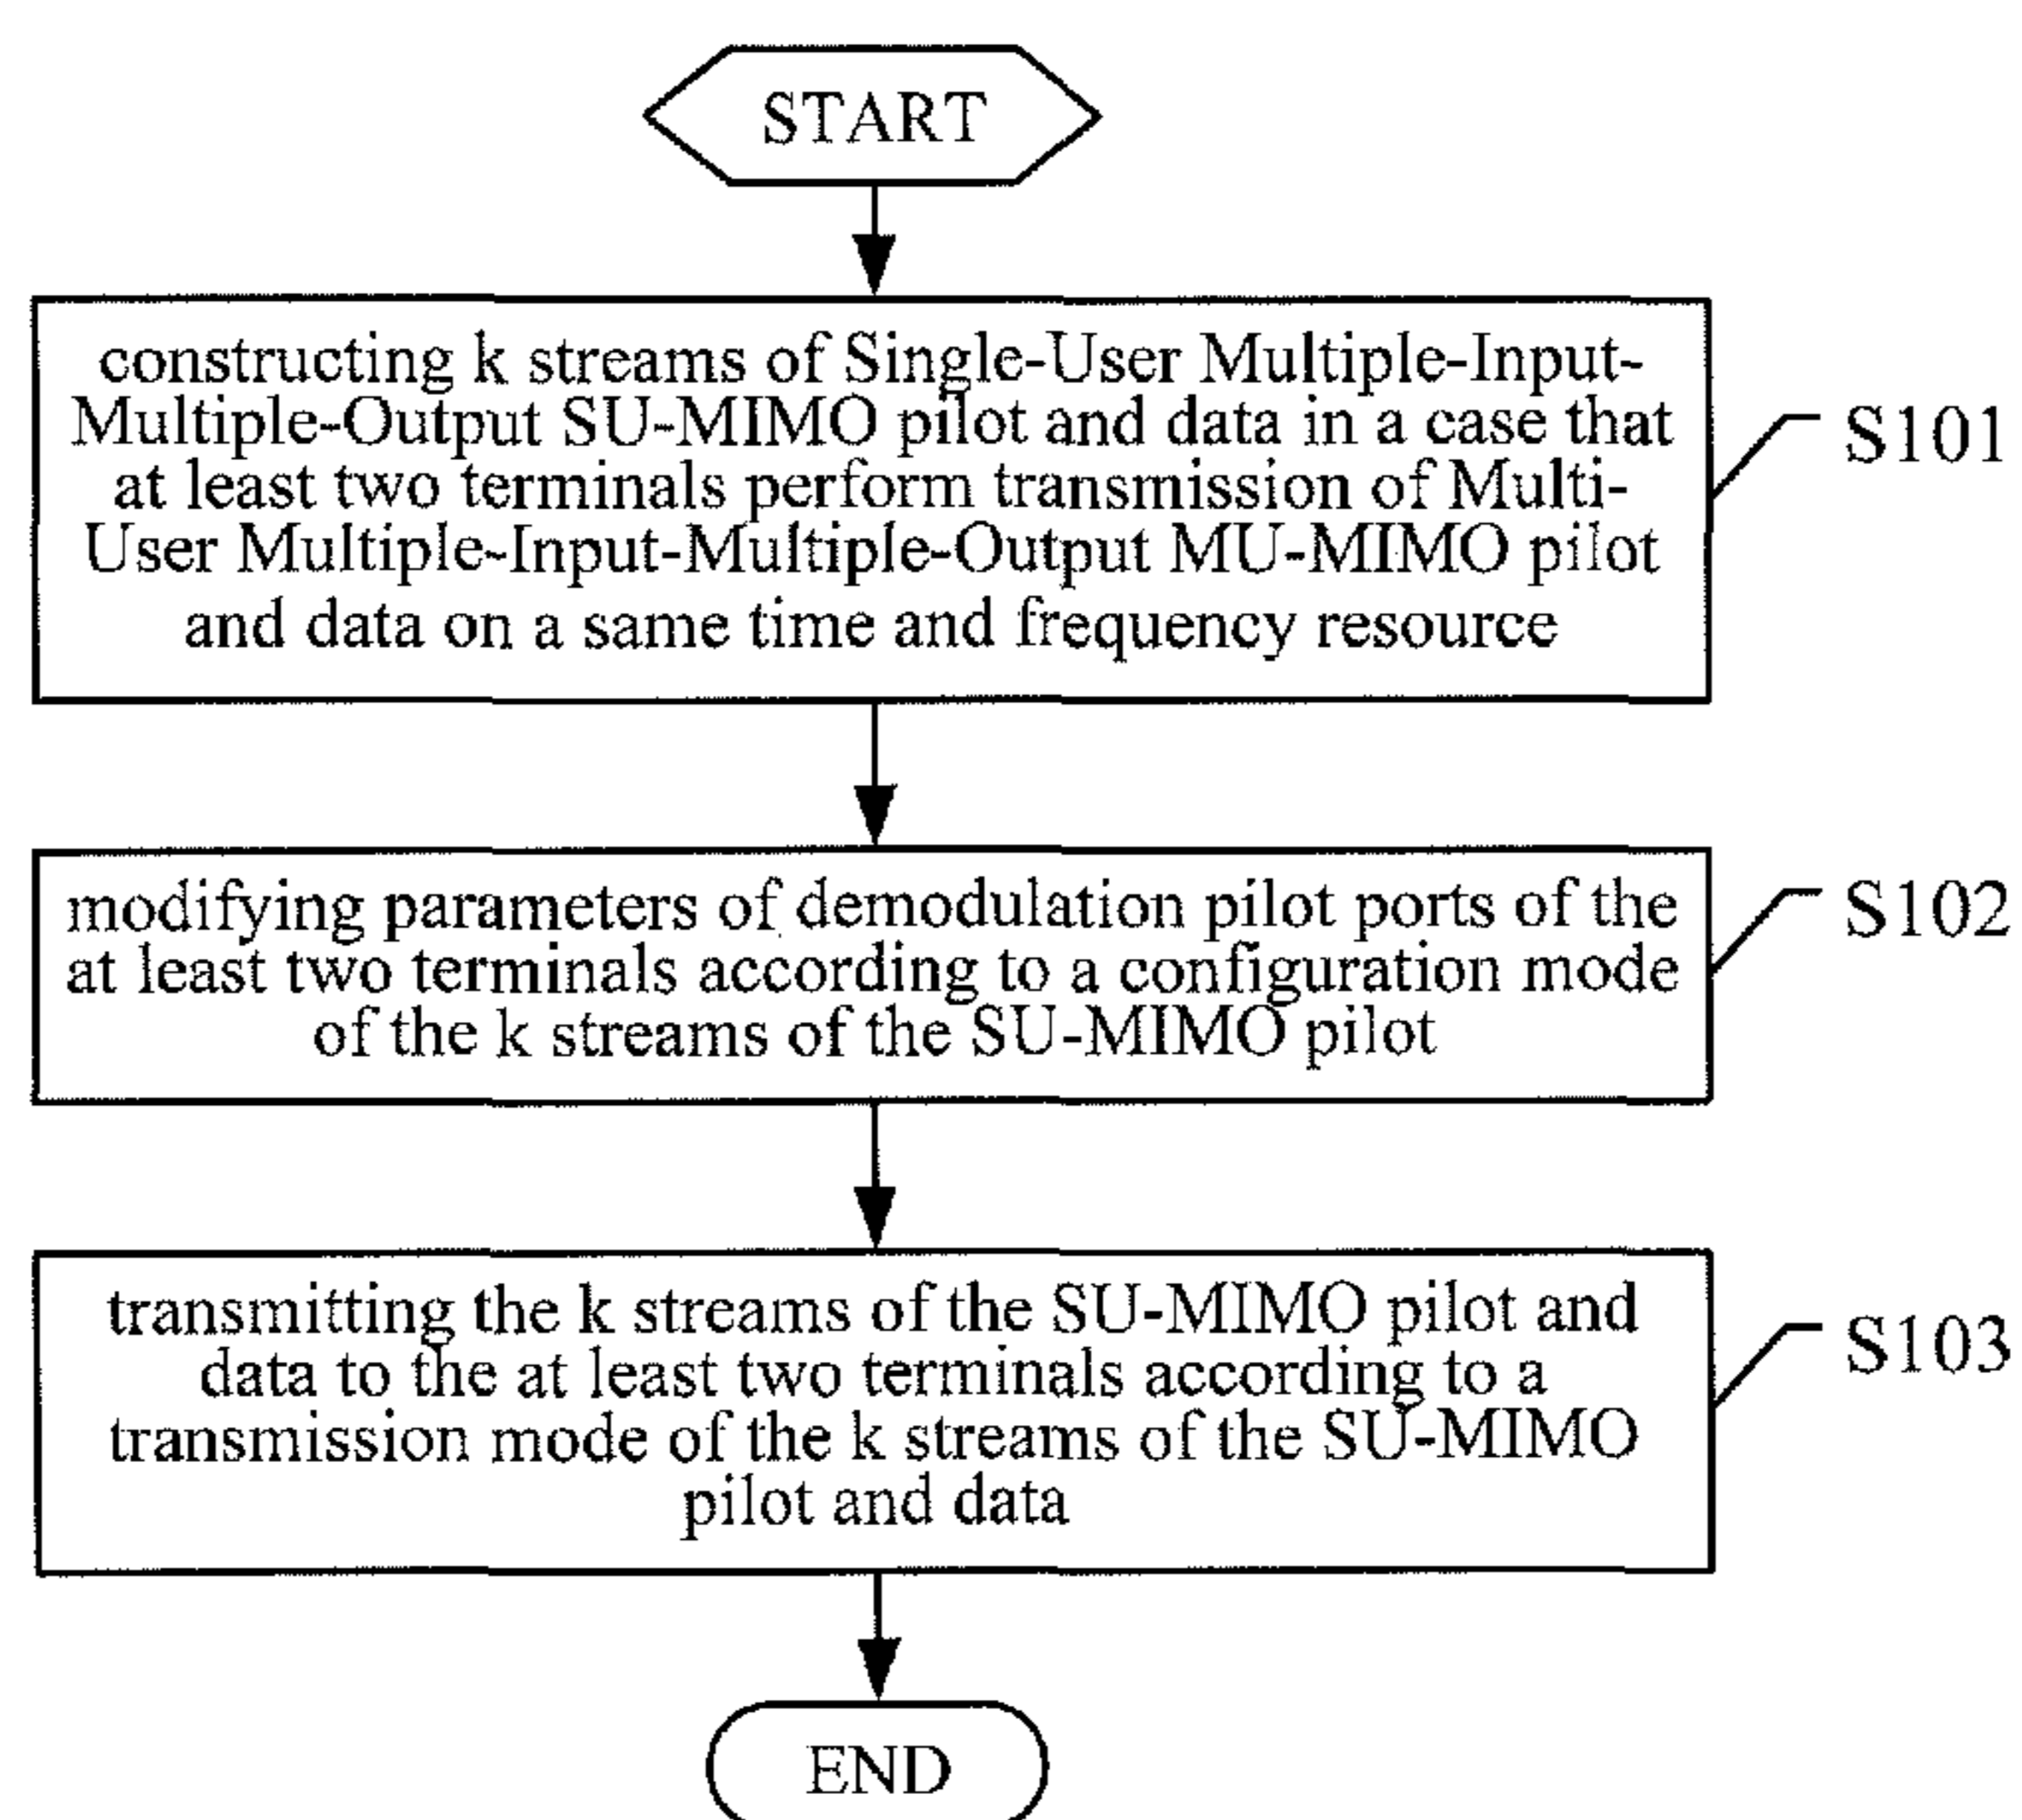 START
constructing k streams of Single-User Multiple-Input-
Multiple-Output SU-MIMO pilot and data in a case that
at least two terminals perform transmission of Multi-
User Multiple-Input-Multiple-Output MU-MIMO pilot
and data on a same time and frequency resource
S101
modifying parameters of demodulation pilot ports of the
at least two terminals according to a configuration mode
of the k streams of the SU-MIMO pilot
S102
transmitting the k streams of the SU-MIMO pilot and
data to the at least two terminals according to a
transmission mode of the k streams of the SU-MIMO
pilot and data
S103
END